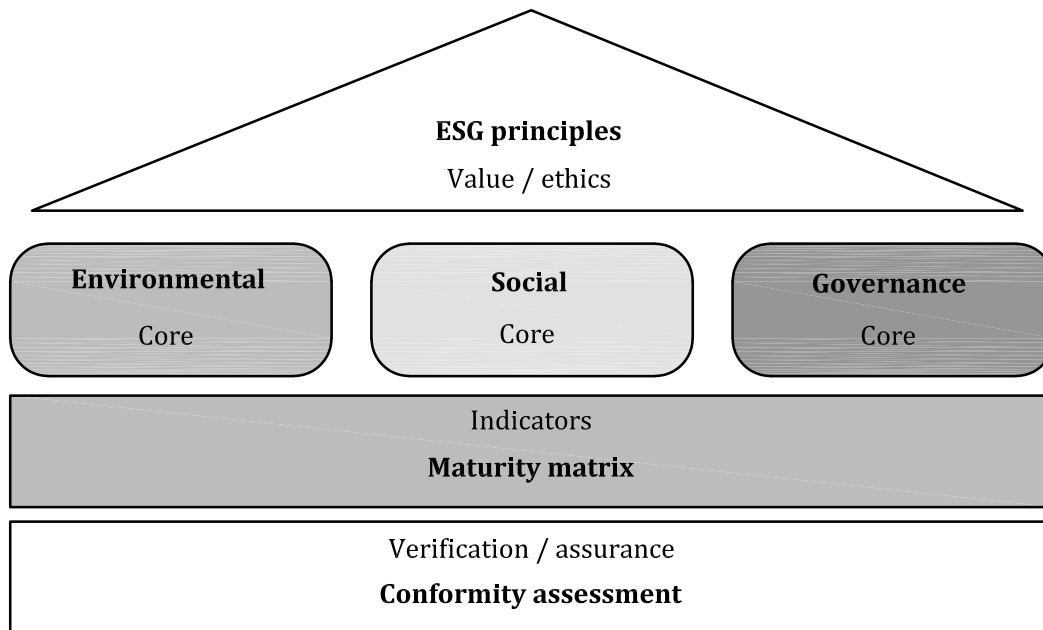 ESG principles
Value / ethics
Environmental
Core
Social
Core
Governance
Core
Indicators
Maturity matrix
Verification / assurance
Conformity assessment